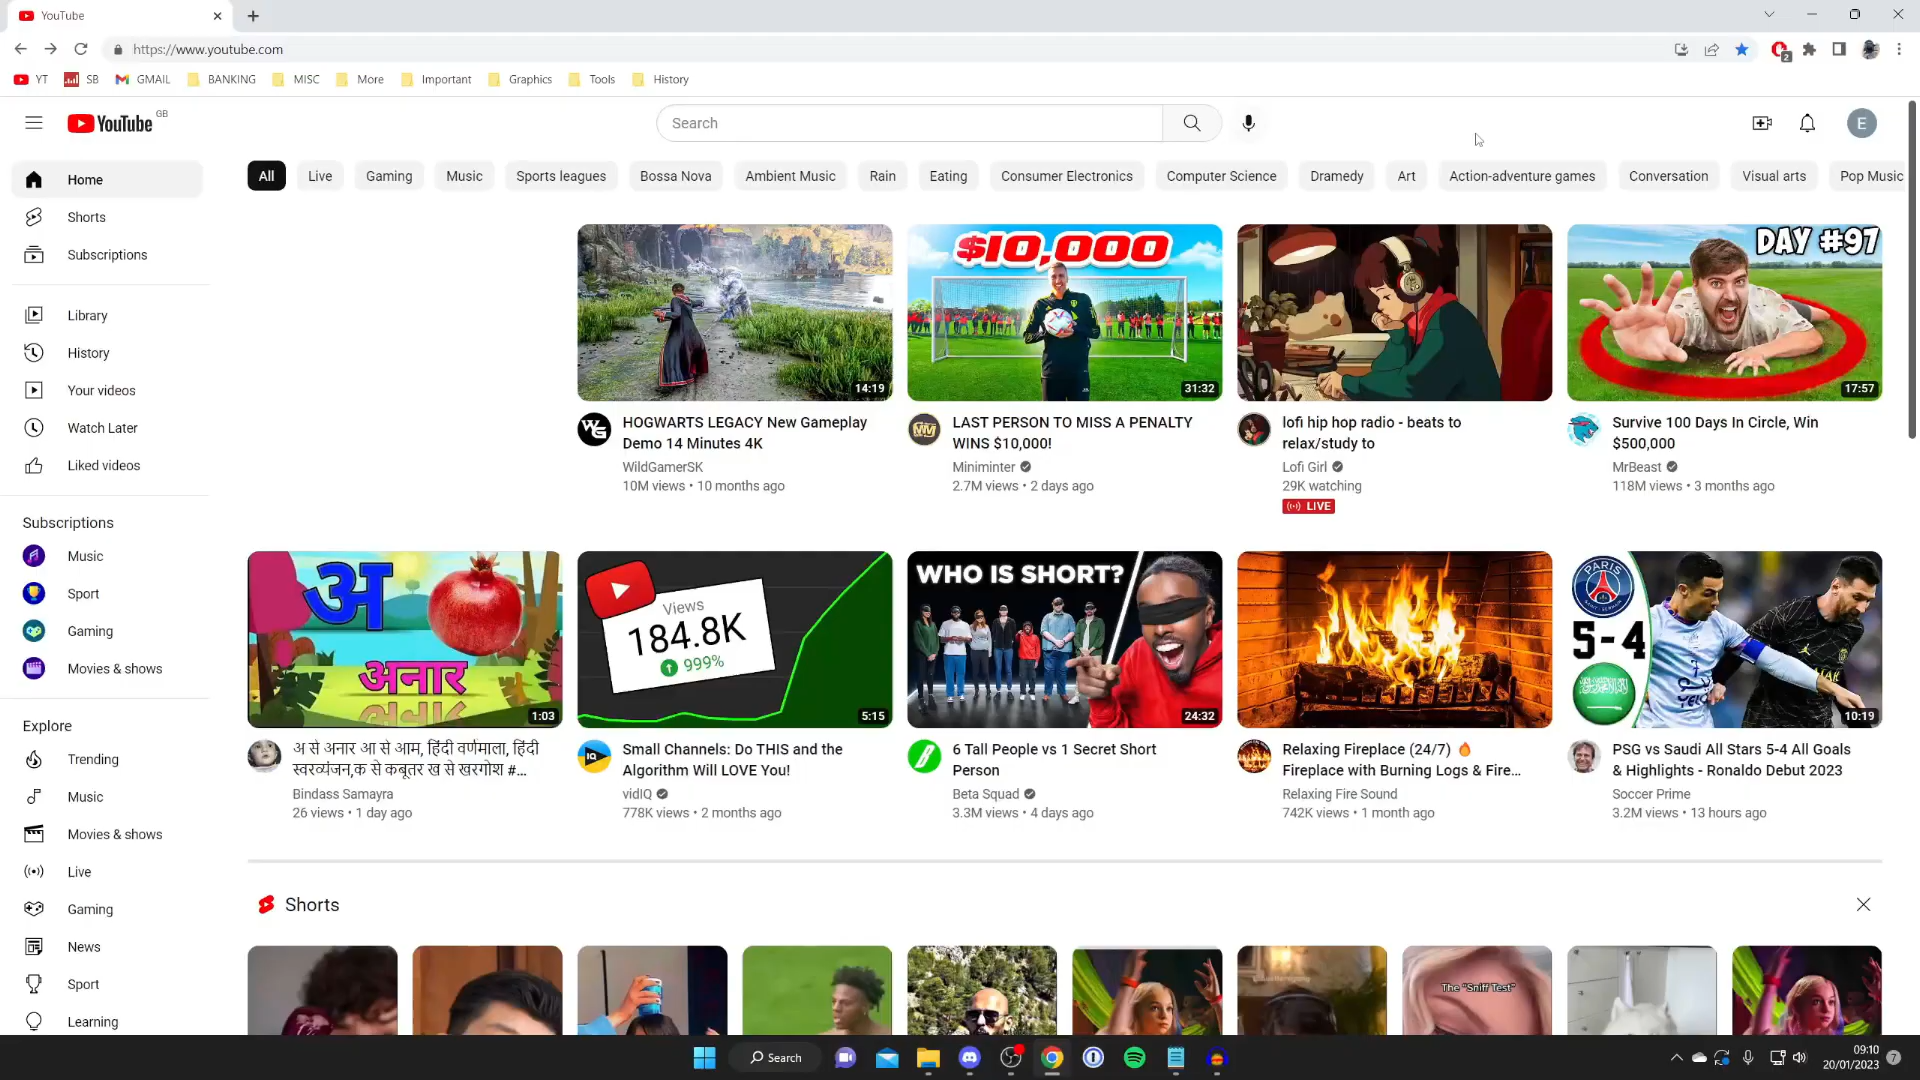 YouTube
https://www.youtube.com
2
YT SB GMAIL BANKING MISC More Important Graphics Tools History
YouTube GB
Search
E
Home
Shorts
Subscriptions
Library
History
Your videos
Watch Later
Liked videos
Subscriptions
Music
Sport
Gaming
Movies & shows
Explore
Trending
Music
Movies & shows
Live
Gaming
News
Sport
Learning
All Live Gaming Music Sports leagues Bossa Nova Ambient Music Rain Eating Consumer Electronics Computer Science Dramedy Art Action-adventure games Conversation Visual arts Pop Music
14:19
HOGWARTS LEGACY New Gameplay
Demo 14 Minutes 4K
WildGamerSK
10M views • 10 months ago
$10,000
31:32
LAST PERSON TO MISS A PENALTY
WINS $10,000!
Miniminter
2.7M views • 2 days ago
lofi hip hop radio - beats to
relax/study to
Lofi Girl
29K watching
LIVE
DAY #97
17:57
Survive 100 Days In Circle, Win
$500,000
MrBeast
118M views • 3 months ago
अ
अनार
1:03
अ से अनार आ से आम, हिंदी वर्णमाला, हिंदी
स्वरव्यंजन,क से कबूतर ख से खरगोश #...
Bindass Samayra
26 views • 1 day ago
Views
184.8K
999%
5:15
IQ
Small Channels: Do THIS and the
Algorithm Will LOVE You!
vidIQ
778K views • 2 months ago
WHO IS SHORT?
24:32
6 Tall People vs 1 Secret Short
Person
Beta Squad
3.3M views • 4 days ago
Relaxing Fireplace (24/7) 🔥
Fireplace with Burning Logs & Fire...
Relaxing Fire Sound
742K views • 1 month ago
PARIS
5-4
10:19
PSG vs Saudi All Stars 5-4 All Goals
& Highlights - Ronaldo Debut 2023
Soccer Prime
3.2M views • 13 hours ago
Shorts
The "Sniff Test"
Search
09:10
20/01/2023
7